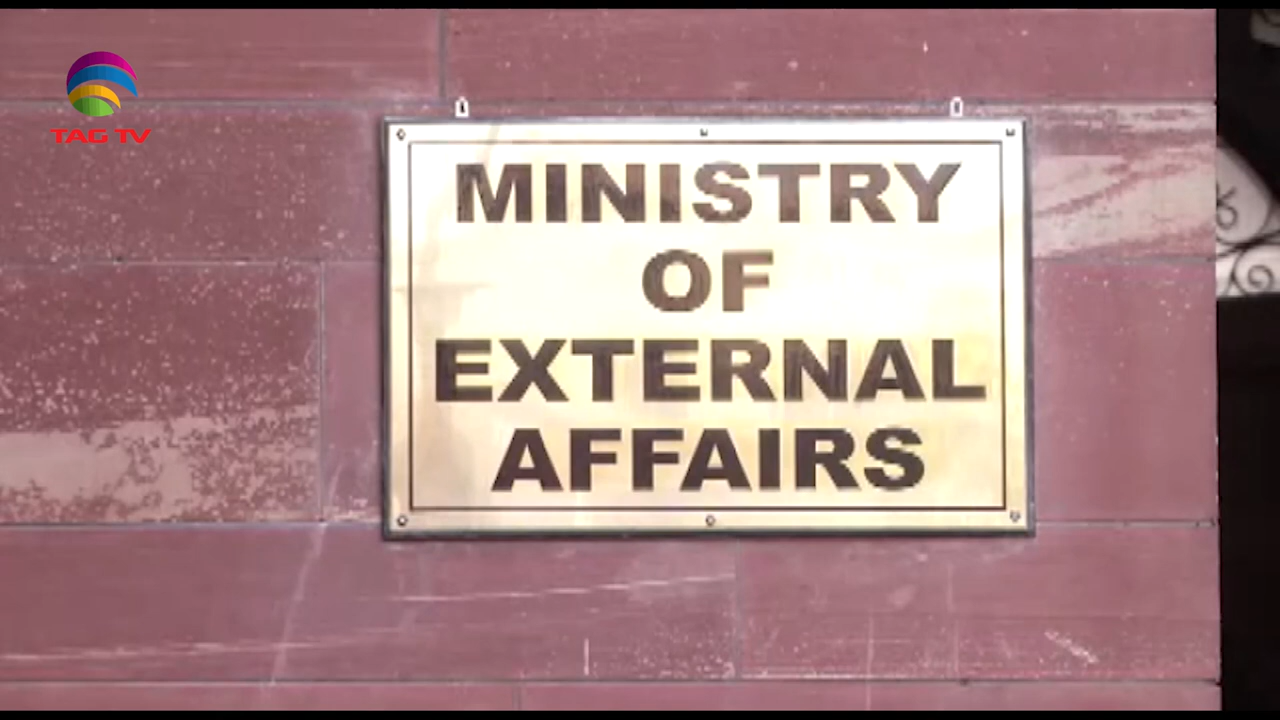 TAG TV
MINISTRY
OF
EXTERNAL
AFFAIRS